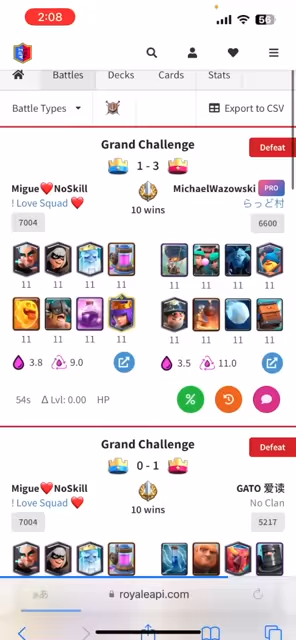 2:08
56
Battles Decks Cards Stats
Battle Types
Export to CSV
Grand Challenge
Defeat
1 - 3
Migue❤️NoSkill
! Love Squad ❤️
7004
10 wins
MichaelWazowski PRO
らっど村
6600
11 11 11 11
11 11 11 11
11 11 11 11
11 11 11 11
3.8 9.0
3.5 11.0
54s Δ Lvl: 0.00 HP
Grand Challenge
Defeat
0 - 1
Migue❤️NoSkill
! Love Squad ❤️
7004
10 wins
GATO 爱读
No Clan
5217
ああ
royaleapi.com